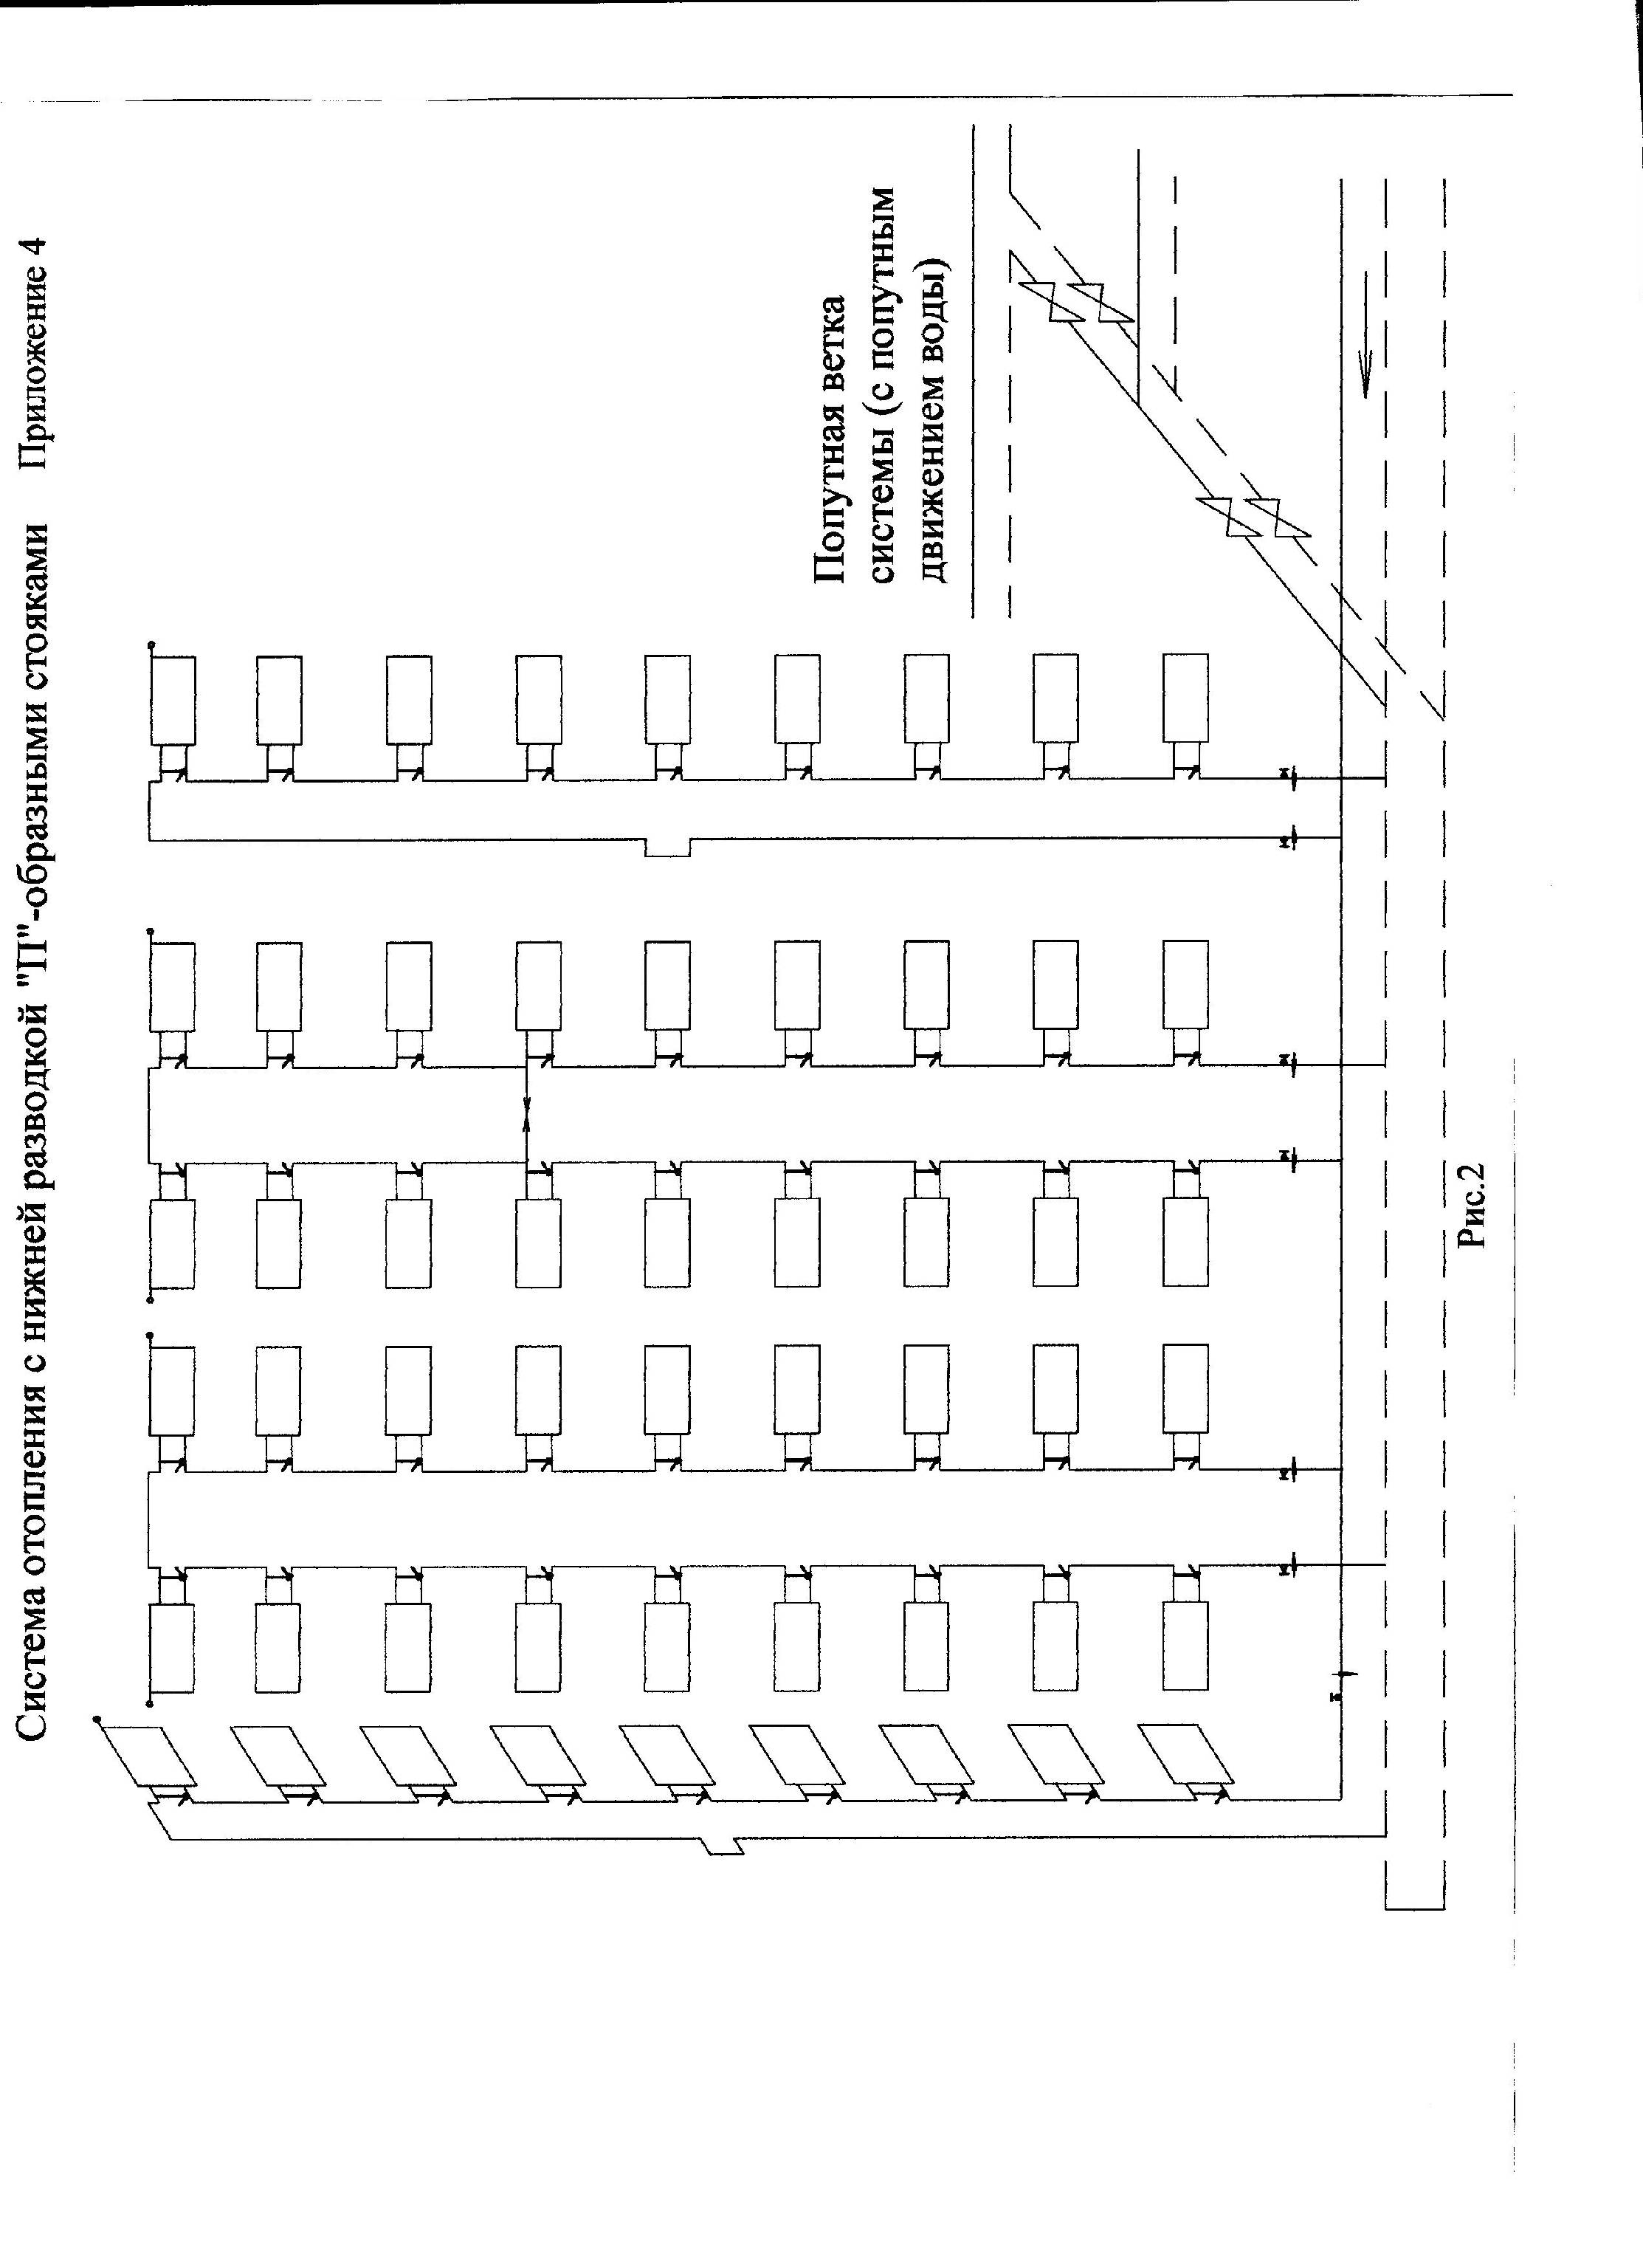 Система отопления с нижней разводкой "П"-образными стояками Приложение 4
Попутная ветка
системы (с попутным
движением воды)
Рис.2